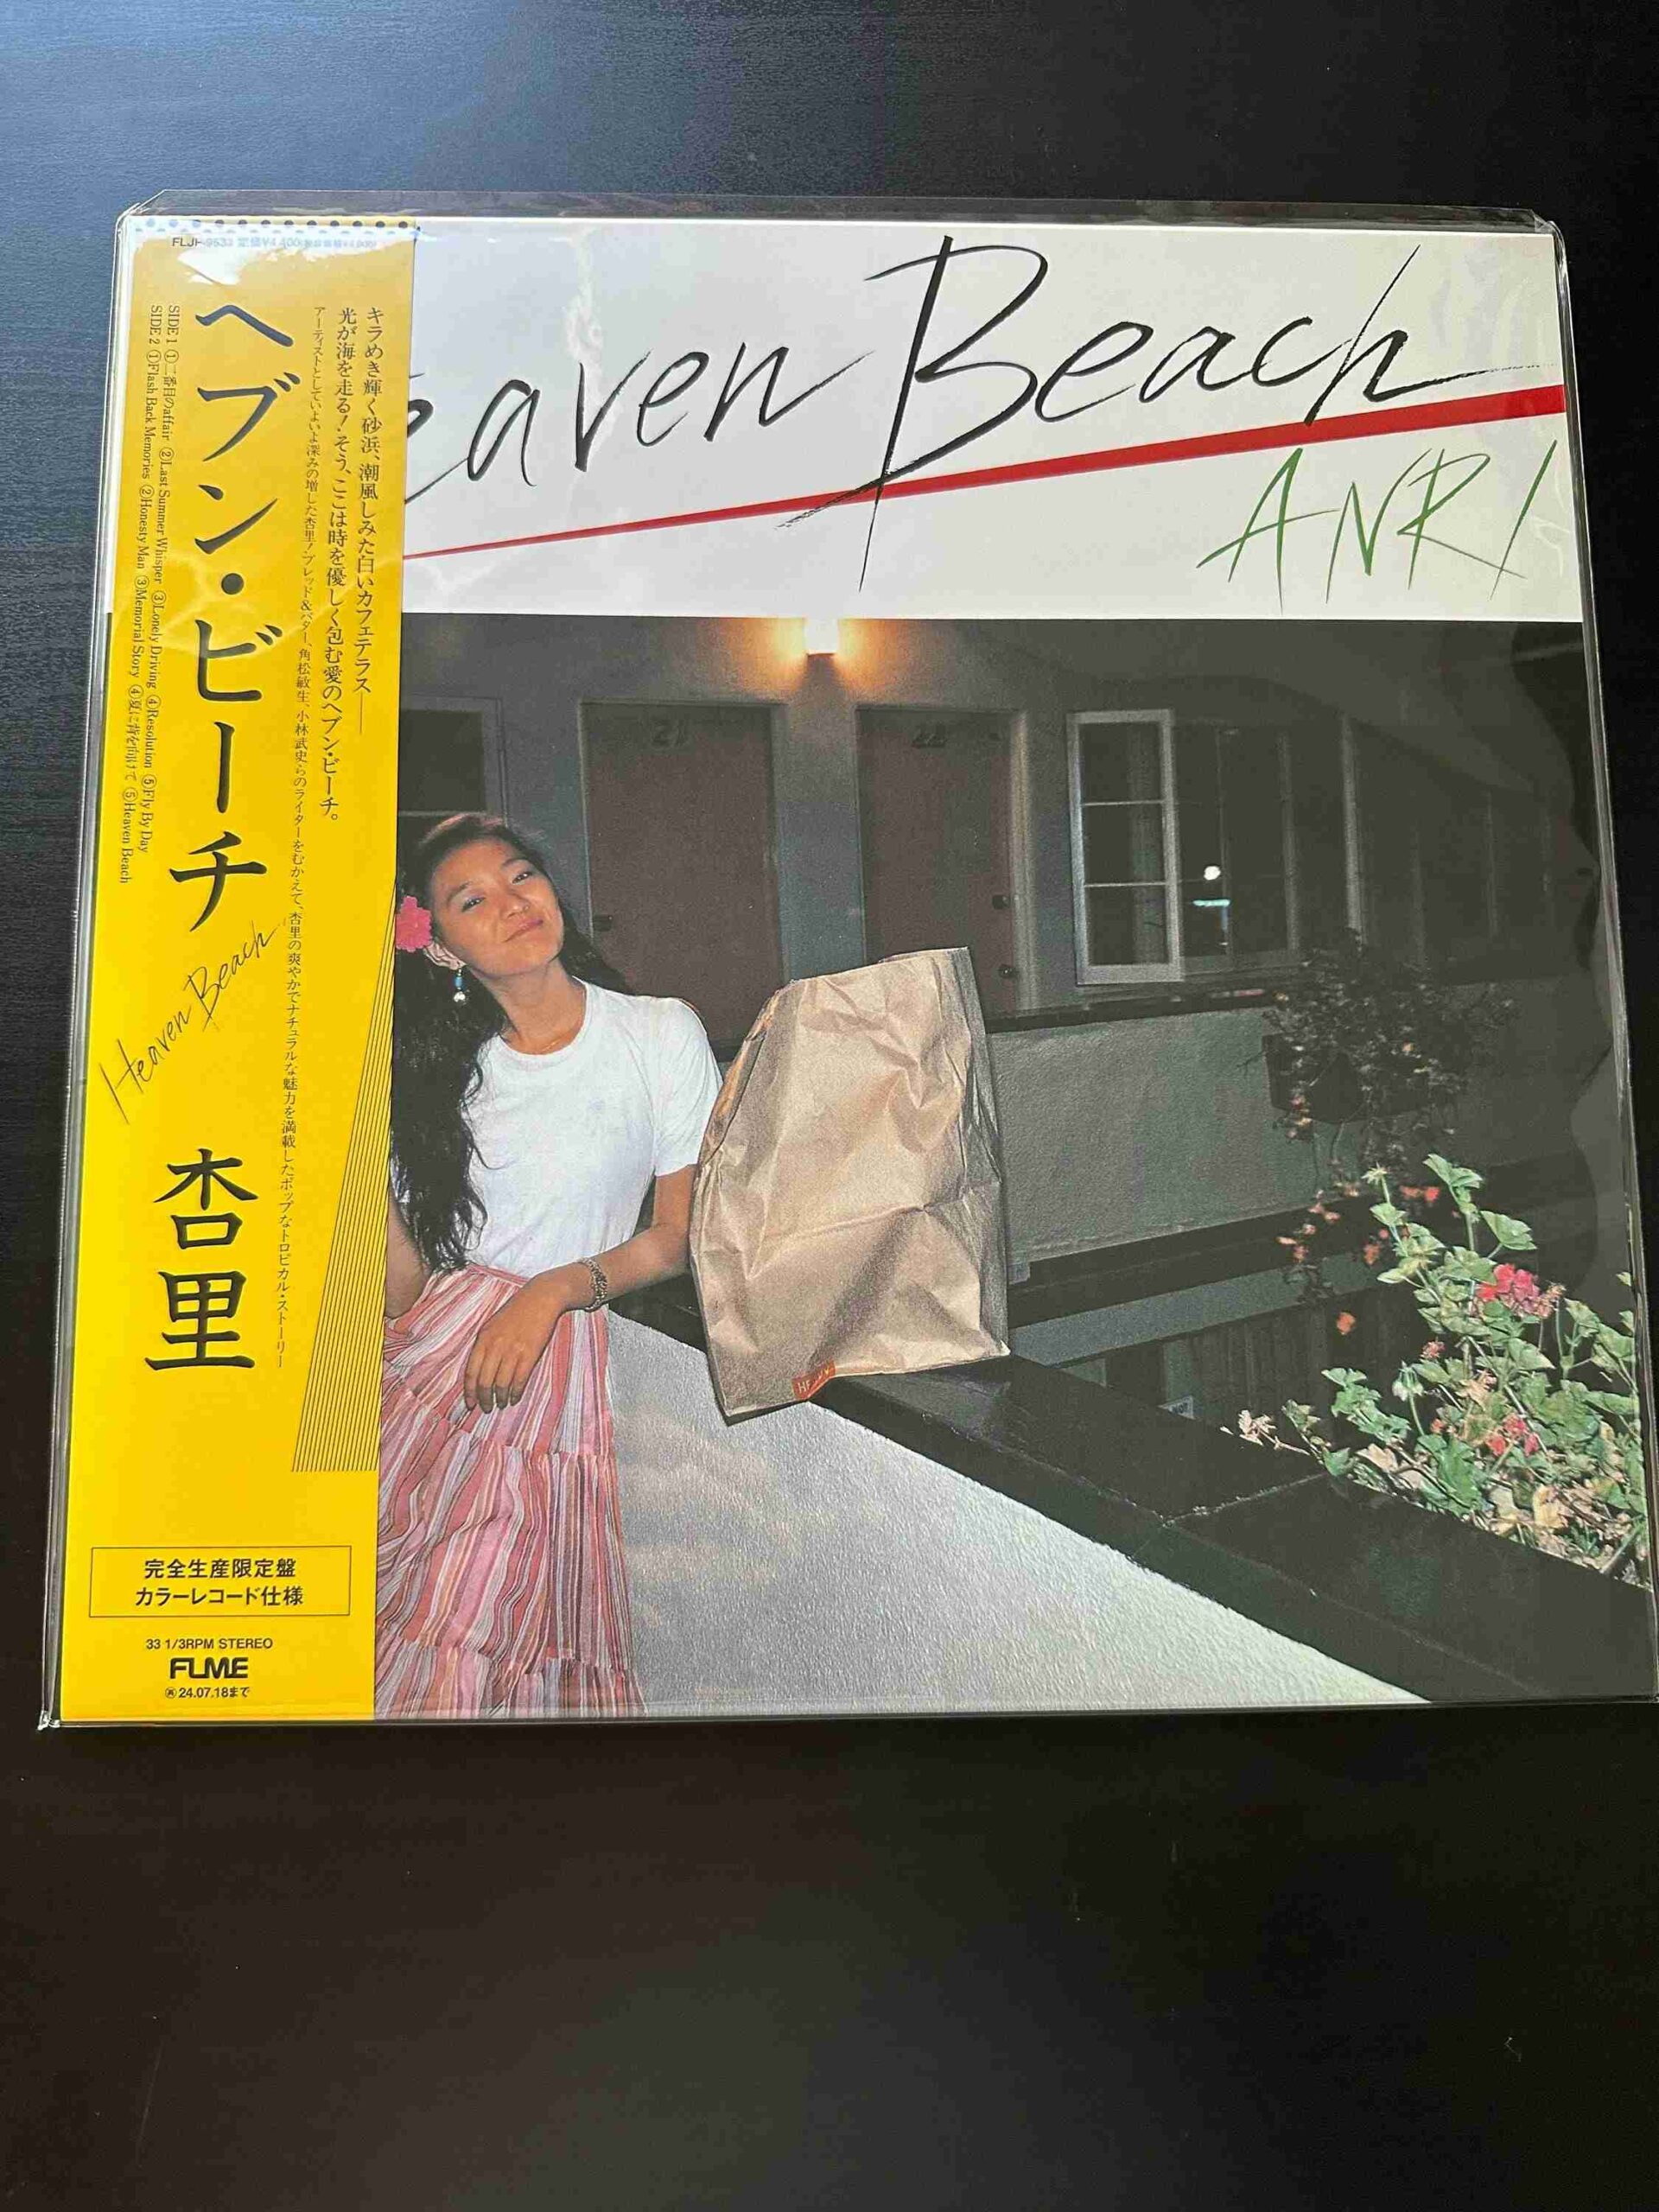 FLJF-9533 定価¥4,400
ヘブン・ビーチ
Heaven Beach
杏里
キラめき輝く砂浜、潮風しみた白いカフェテラス——
光が海を走る!そう、ここは時を優しく包む愛のヘブン・ビーチ。
アーティストとしていよいよ深みの増した杏里!ブレッド&バター、角松敏生、小林武史らのライターをむかえて、杏里の爽やかでナチュラルな魅力を満載したポップなトロピカル・ストーリー
SIDE 1 ①二番目のaffair ②Last Summer Whisper ③Lonely Driving ④Resolution ⑤Fly By Day
SIDE 2 ①Flash Back Memories ②Honesty Man ③Memorial Story ④夏に背を向けて ⑤Heaven Beach
完全生産限定盤
カラーレコード仕様
33 1/3RPM STEREO
FLME
㋐24.07.18まで
eaven Beach
ANRI
21
22